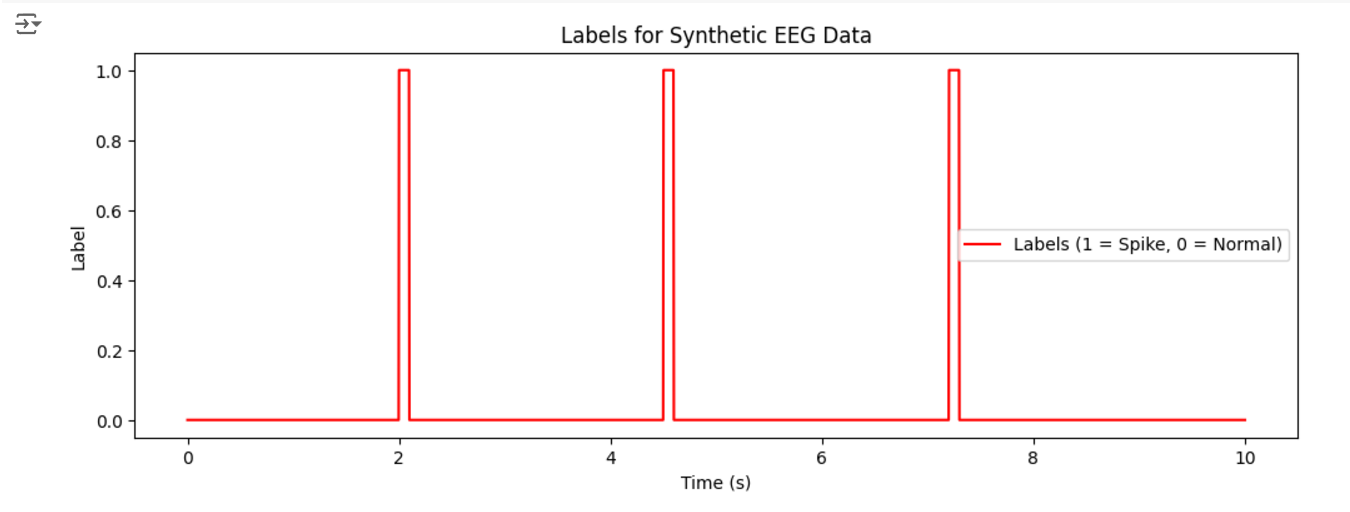 Labels for Synthetic EEG Data
1.0
0.8
0.6
0.4
0.2
0.0
Label
Labels (1 = Spike, 0 = Normal)
0 2 4 6 8 10
Time (s)